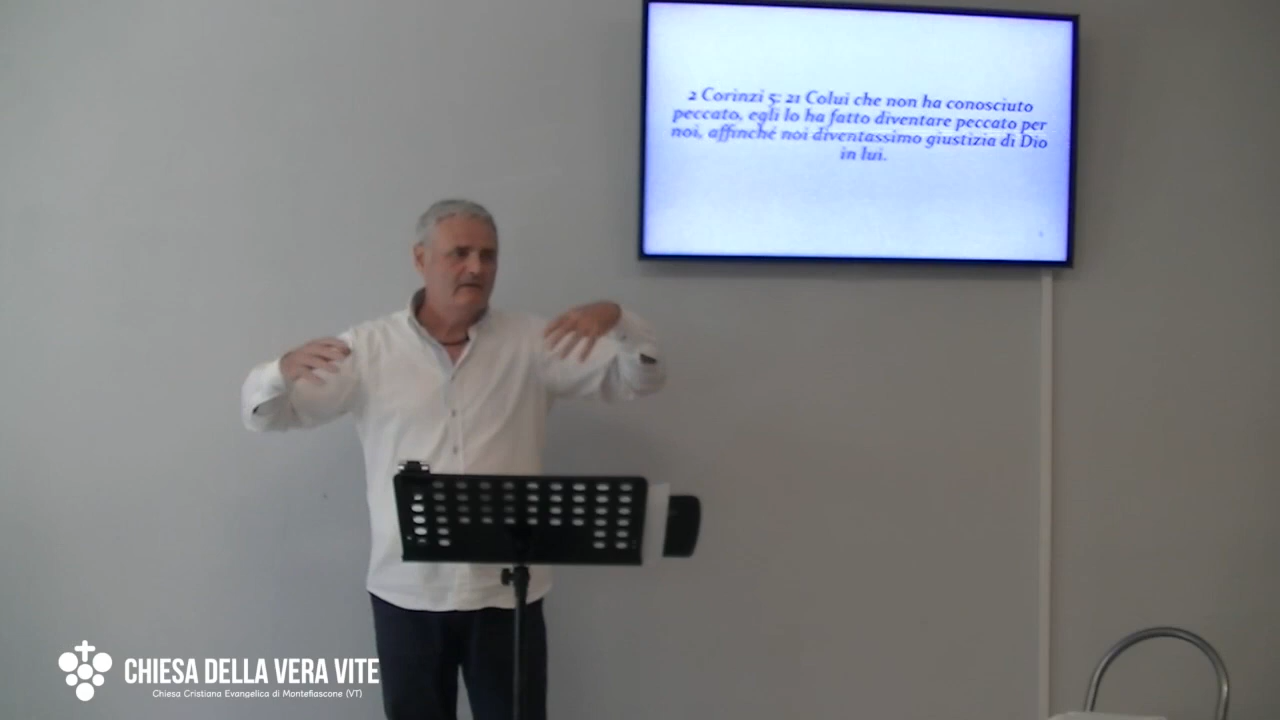 2 Corinzi 5: 21 Colui che non ha conosciuto
peccato, egli lo ha fatto diventare peccato per
noi, affinché noi diventassimo giustizia di Dio
in lui.
CHIESA DELLA VERA VITE
Chiesa Cristiana Evangelica di Montefiascone (VT)